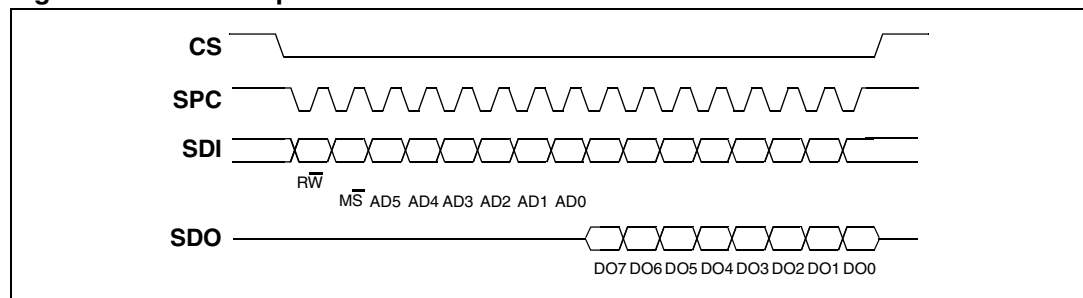 CS
SPC
SDI
RW
MS AD5 AD4 AD3 AD2 AD1 AD0
SDO
DO7 DO6 DO5 DO4 DO3 DO2 DO1 DO0